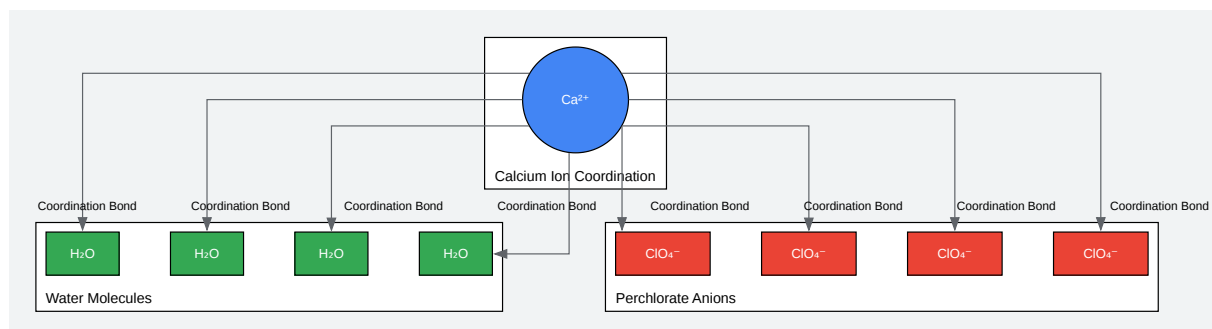 Ca²⁺
Calcium Ion Coordination
Coordination Bond
Coordination Bond
Coordination Bond
Coordination Bond
Coordination Bond
Coordination Bond
Coordination Bond
Coordination Bond
H₂O
H₂O
H₂O
H₂O
ClO₄⁻
ClO₄⁻
ClO₄⁻
ClO₄⁻
Water Molecules
Perchlorate Anions